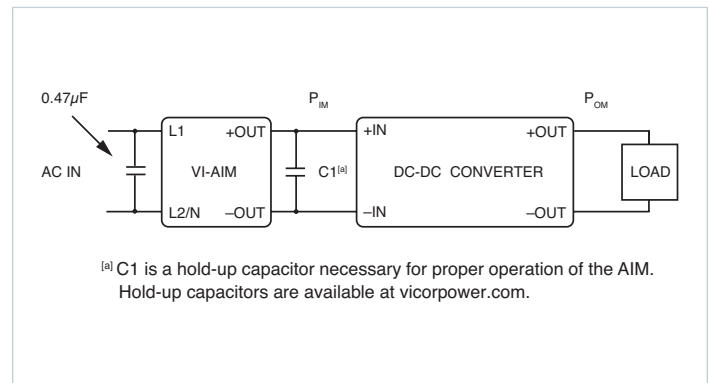 0.47µF
P_IM
P_OM
L1
+OUT
+IN
+OUT
AC IN
VI-AIM
C1[a]
DC-DC CONVERTER
LOAD
L2/N
–OUT
–IN
–OUT
[a] C1 is a hold-up capacitor necessary for proper operation of the AIM.
Hold-up capacitors are available at vicorpower.com.